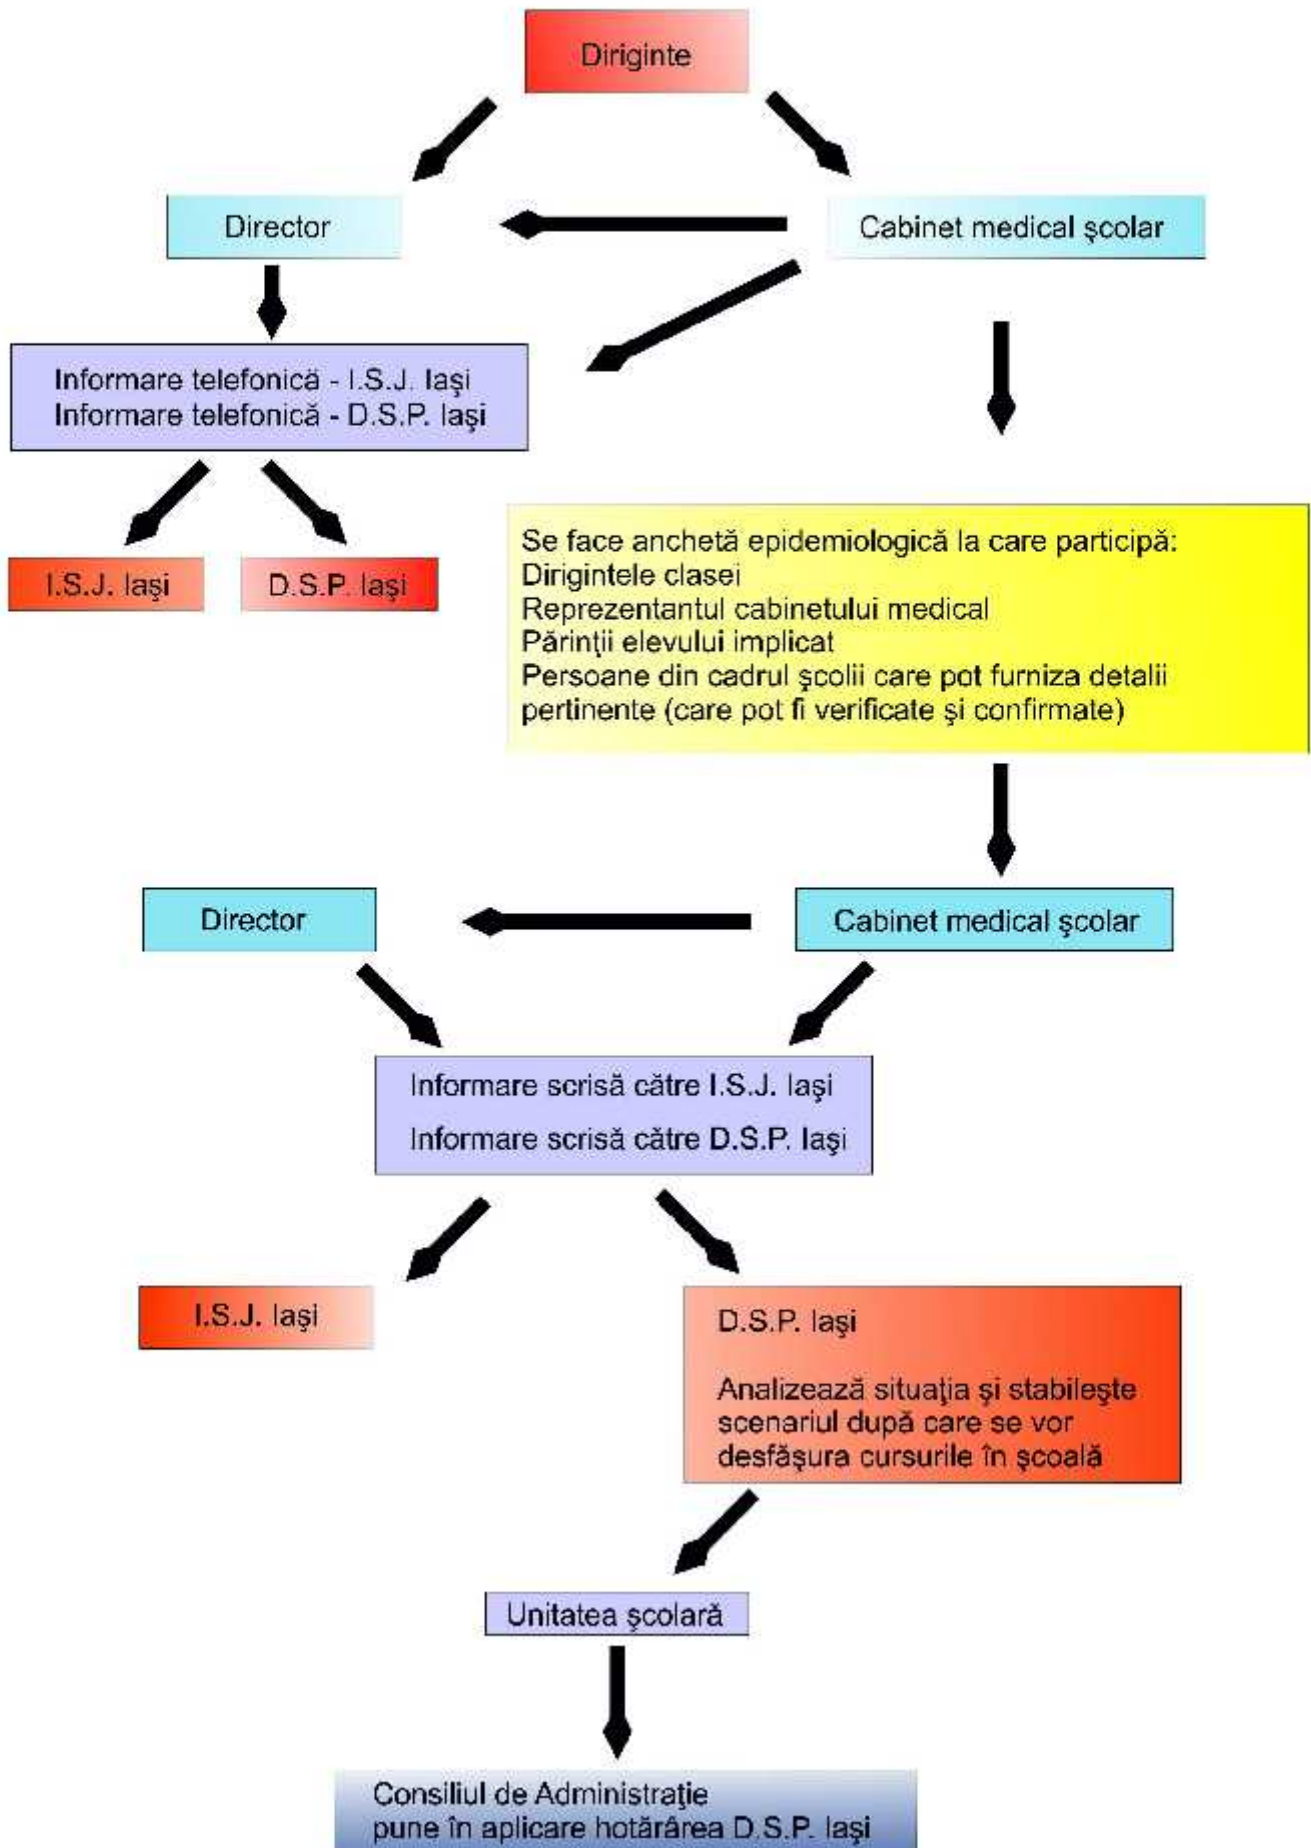 Diriginte
Director
Cabinet medical şcolar
Informare telefonică - I.S.J. Iaşi
Informare telefonică - D.S.P. Iaşi
I.S.J. Iaşi
D.S.P. Iaşi
Se face anchetă epidemiologică la care participă:
Dirigintele clasei
Reprezentantul cabinetului medical
Părinţii elevului implicat
Persoane din cadrul şcolii care pot furniza detalii
pertinente (care pot fi verificate şi confirmate)
Director
Cabinet medical şcolar
Informare scrisă către I.S.J. Iaşi
Informare scrisă către D.S.P. Iaşi
I.S.J. Iaşi
D.S.P. Iaşi
Analizează situaţia şi stabileşte
scenariul după care se vor
desfăşura cursurile în şcoală
Unitatea şcolară
Consiliul de Administraţie
pune în aplicare hotărârea D.S.P. Iaşi